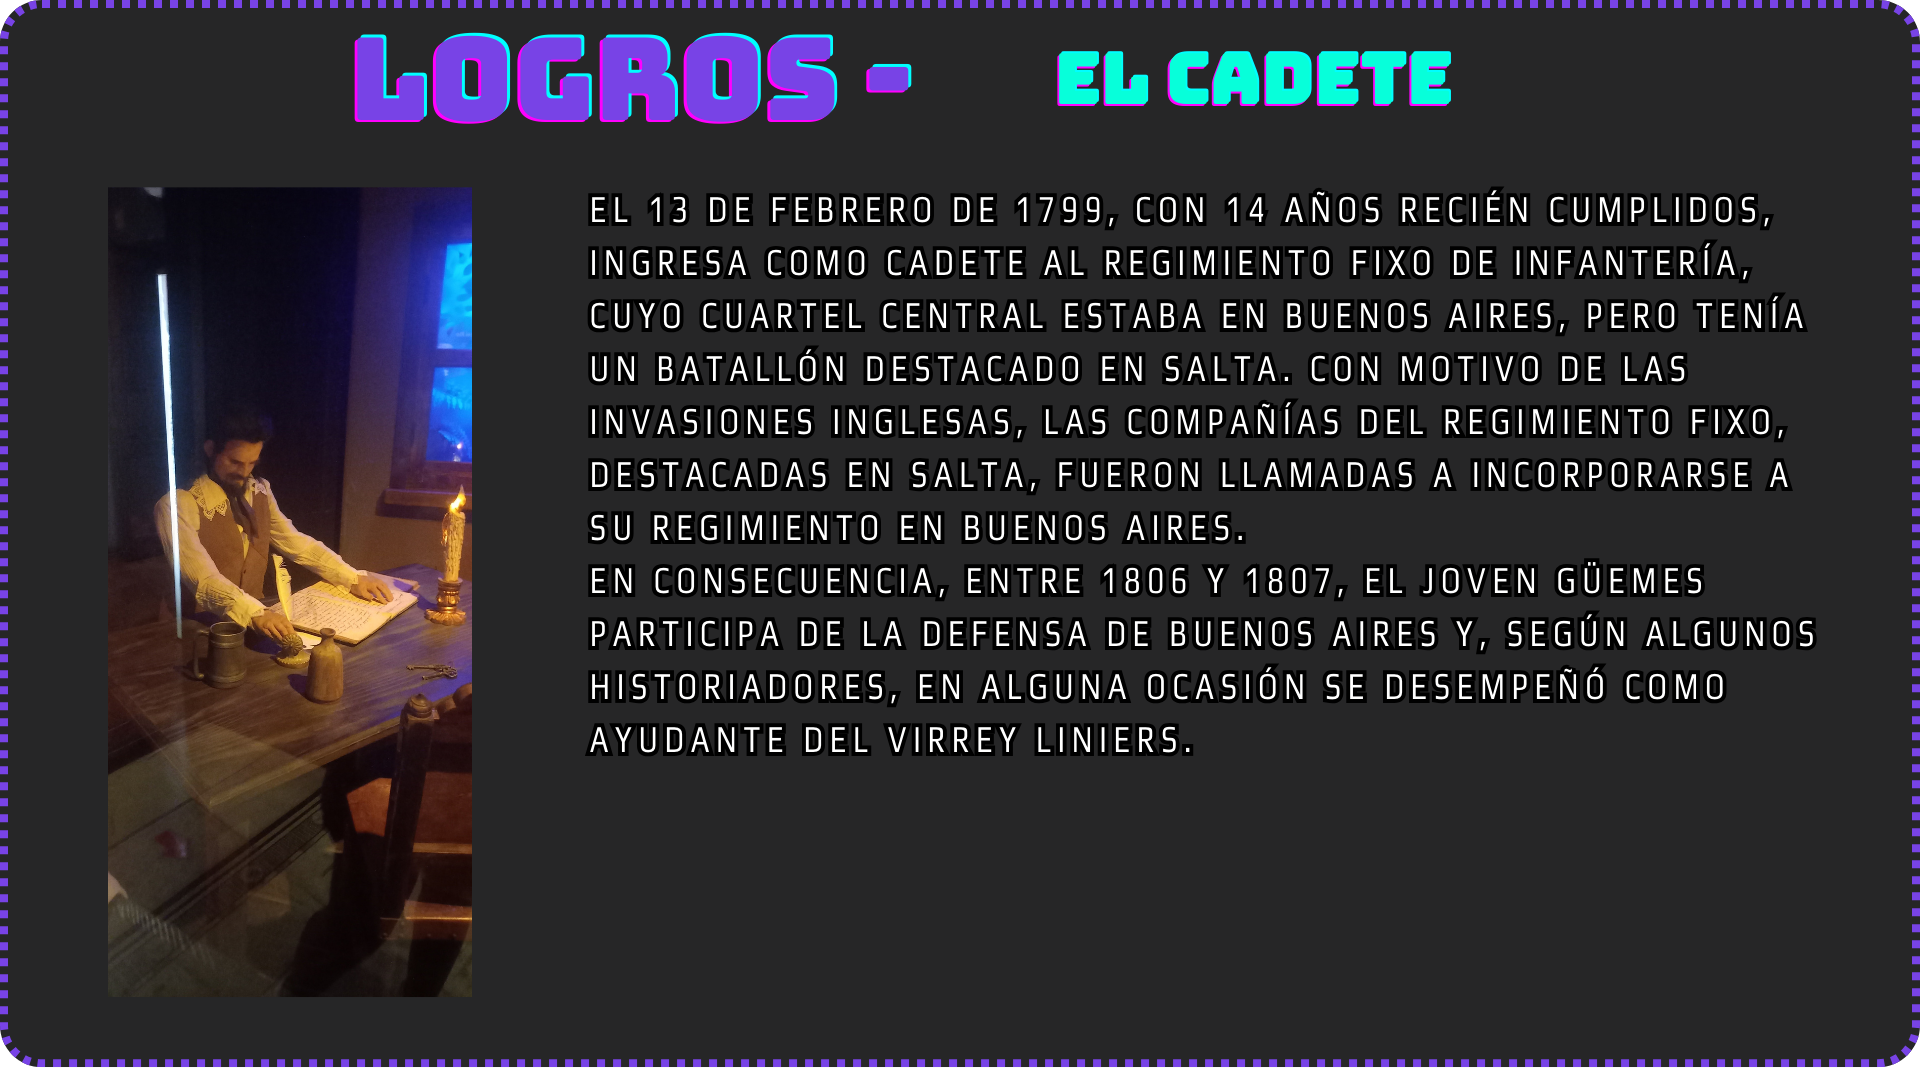 LOGROS - EL CADETE
EL 13 DE FEBRERO DE 1799, CON 14 AÑOS RECIÉN CUMPLIDOS,
INGRESA COMO CADETE AL REGIMIENTO FIXO DE INFANTERÍA,
CUYO CUARTEL CENTRAL ESTABA EN BUENOS AIRES, PERO TENÍA
UN BATALLÓN DESTACADO EN SALTA. CON MOTIVO DE LAS
INVASIONES INGLESAS, LAS COMPAÑÍAS DEL REGIMIENTO FIXO,
DESTACADAS EN SALTA, FUERON LLAMADAS A INCORPORARSE A
SU REGIMIENTO EN BUENOS AIRES.
EN CONSECUENCIA, ENTRE 1806 Y 1807, EL JOVEN GÜEMES
PARTICIPA DE LA DEFENSA DE BUENOS AIRES Y, SEGÚN ALGUNOS
HISTORIADORES, EN ALGUNA OCASIÓN SE DESEMPEÑÓ COMO
AYUDANTE DEL VIRREY LINIERS.